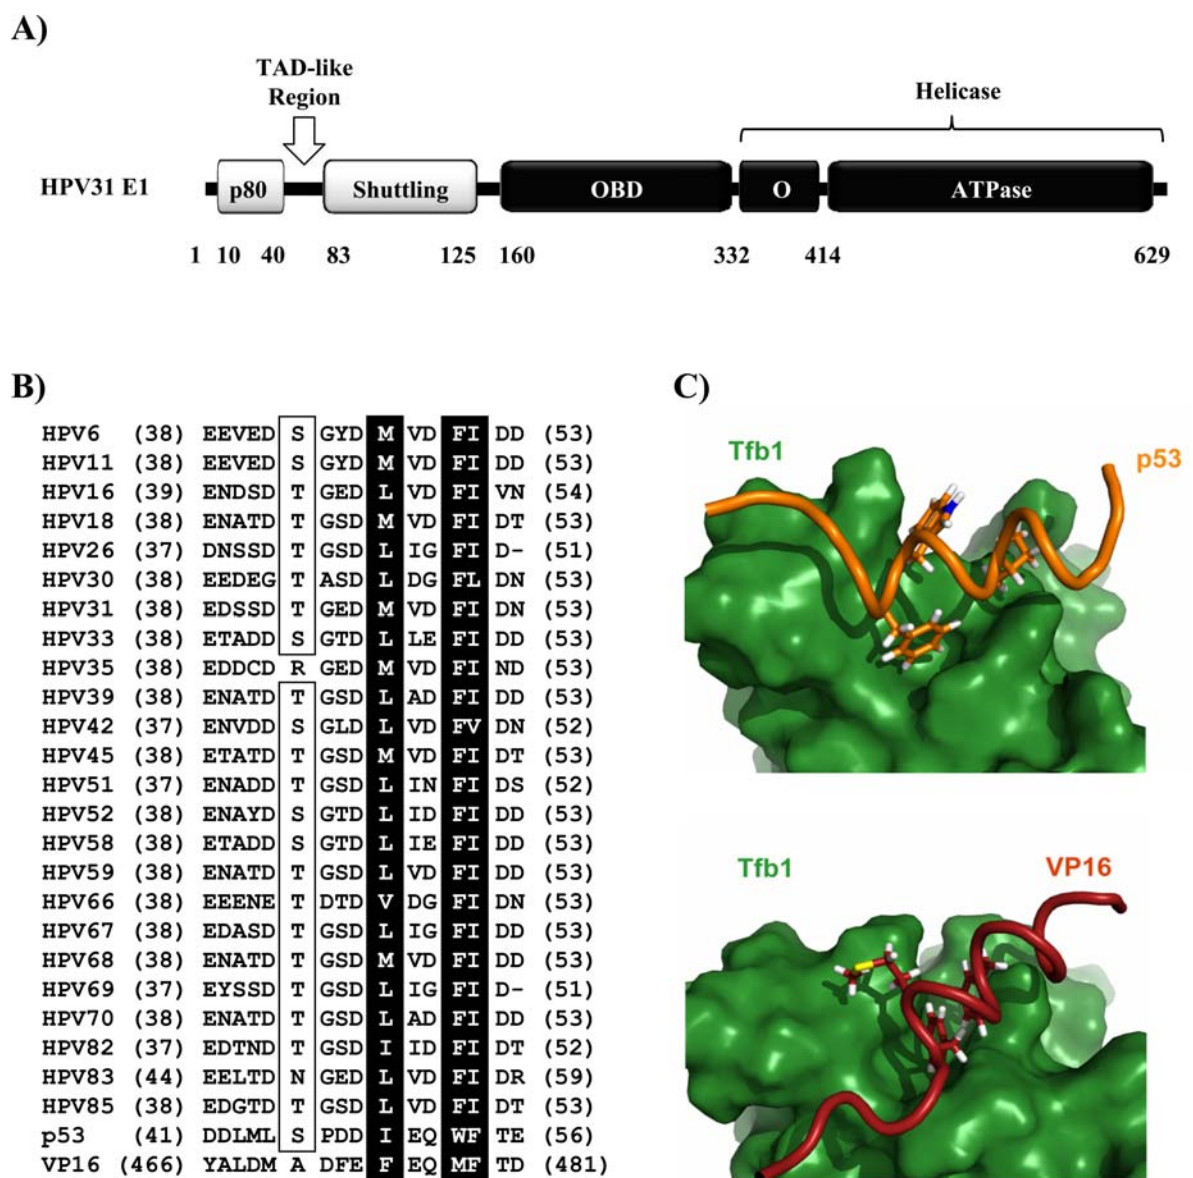 A)
TAD-like
Region
Helicase
HPV31 E1
p80 Shuttling OBD O ATPase
1 10 40 83 125 160 332 414 629
B)
HPV6 (38) EEVED S GYD M VD FI DD (53)
HPV11 (38) EEVED S GYD M VD FI DD (53)
HPV16 (39) ENDSD T GED L VD FI VN (54)
HPV18 (38) ENATD T GSD M VD FI DT (53)
HPV26 (37) DNSSD T GSD L IG FI D- (51)
HPV30 (38) EEDEG T ASD L DG FL DN (53)
HPV31 (38) EDSSD T GED M VD FI DN (53)
HPV33 (38) ETADD S GTD L LE FI DD (53)
HPV35 (38) EDDCD R GED M VD FI ND (53)
HPV39 (38) ENATD T GSD L AD FI DD (53)
HPV42 (37) ENVDD S GLD L VD FV DN (52)
HPV45 (38) ETATD T GSD M VD FI DT (53)
HPV51 (37) ENADD T GSD L IN FI DS (52)
HPV52 (38) ENAYD S GTD L ID FI DD (53)
HPV58 (38) ETADD S GTD L IE FI DD (53)
HPV59 (38) ENATD T GSD L VD FI DD (53)
HPV66 (38) EEENE T DTD V DG FI DN (53)
HPV67 (38) EDASD T GSD L IG FI DD (53)
HPV68 (38) ENATD T GSD M VD FI DD (53)
HPV69 (37) EYSSD T GSD L IG FI D- (51)
HPV70 (38) ENATD T GSD L AD FI DD (53)
HPV82 (37) EDTND T GSD I ID FI DT (52)
HPV83 (44) EELTD N GED L VD FI DR (59)
HPV85 (38) EDGTD T GSD L VD FI DT (53)
p53 (41) DDLML S PDD I EQ WF TE (56)
VP16 (466) YALDM A DFE F EQ MF TD (481)
C)
Tfb1
p53
Tfb1
VP16